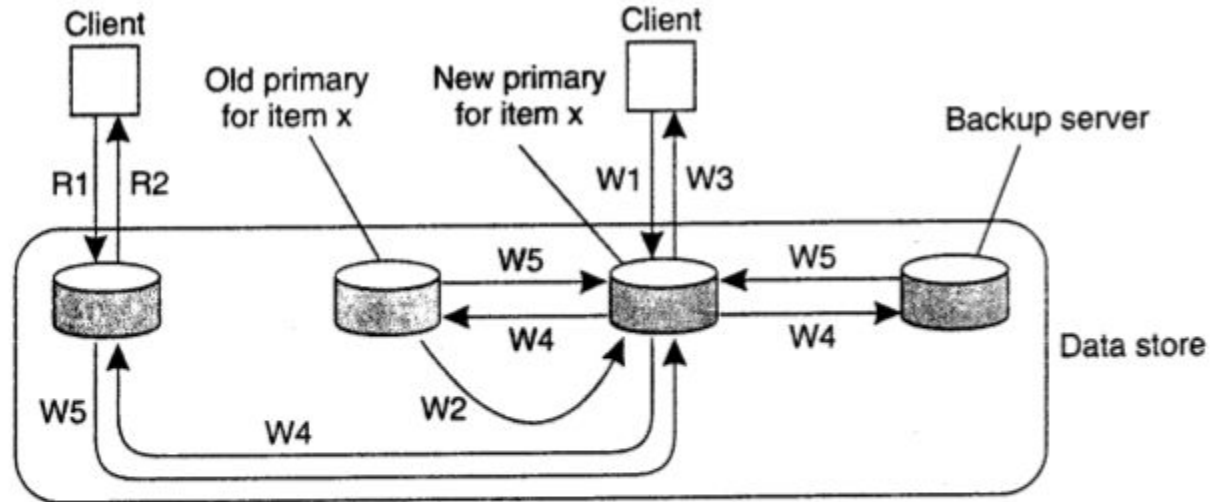 Client
Client
Old primary
for item x
New primary
for item x
Backup server
R1
R2
W1
W3
W5
W5
W4
W4
Data store
W5
W2
W4